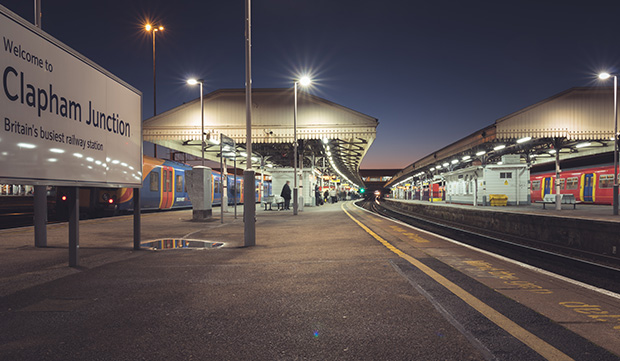 Welcome to
Clapham Junction
Britain's busiest railway station